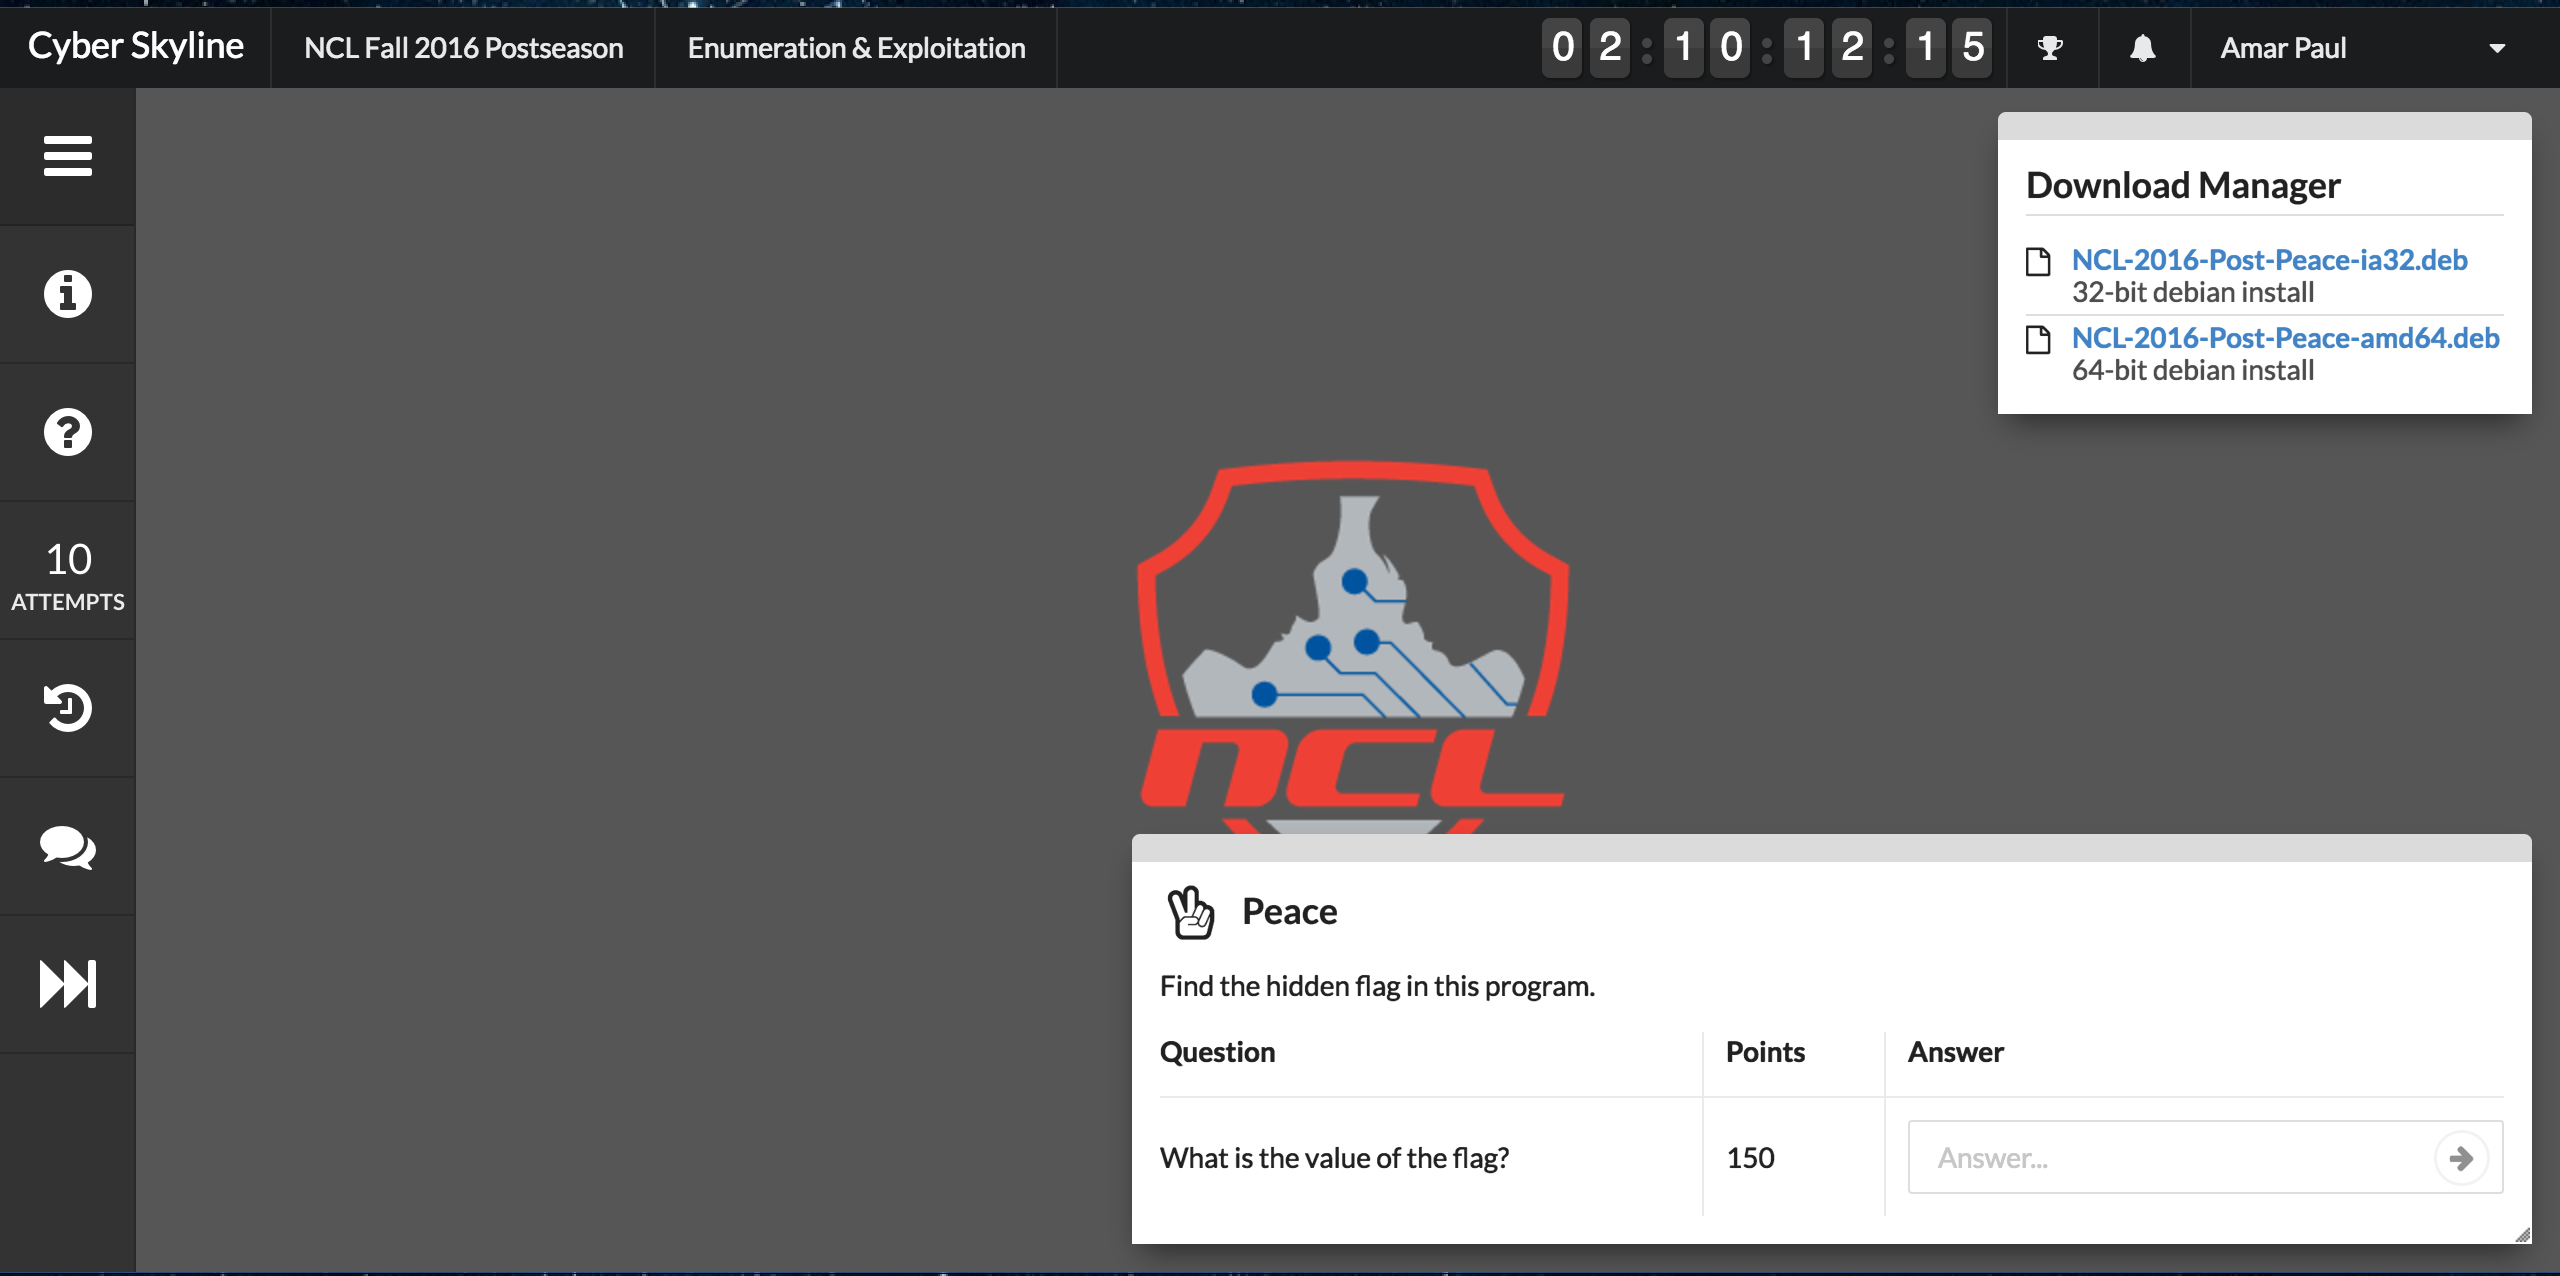 Cyber Skyline
NCL Fall 2016 Postseason
Enumeration & Exploitation
02:10:12:15
Amar Paul
Download Manager
NCL-2016-Post-Peace-ia32.deb
32-bit debian install
NCL-2016-Post-Peace-amd64.deb
64-bit debian install
10
ATTEMPTS
NCL
Peace
Find the hidden flag in this program.
Question Points Answer
What is the value of the flag? 150 Answer...